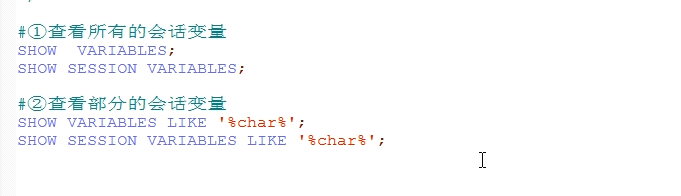 #①查看所有的会话变量
SHOW  VARIABLES;
SHOW SESSION VARIABLES;
#②查看部分的会话变量
SHOW VARIABLES LIKE '%char%';
SHOW SESSION VARIABLES LIKE '%char%';